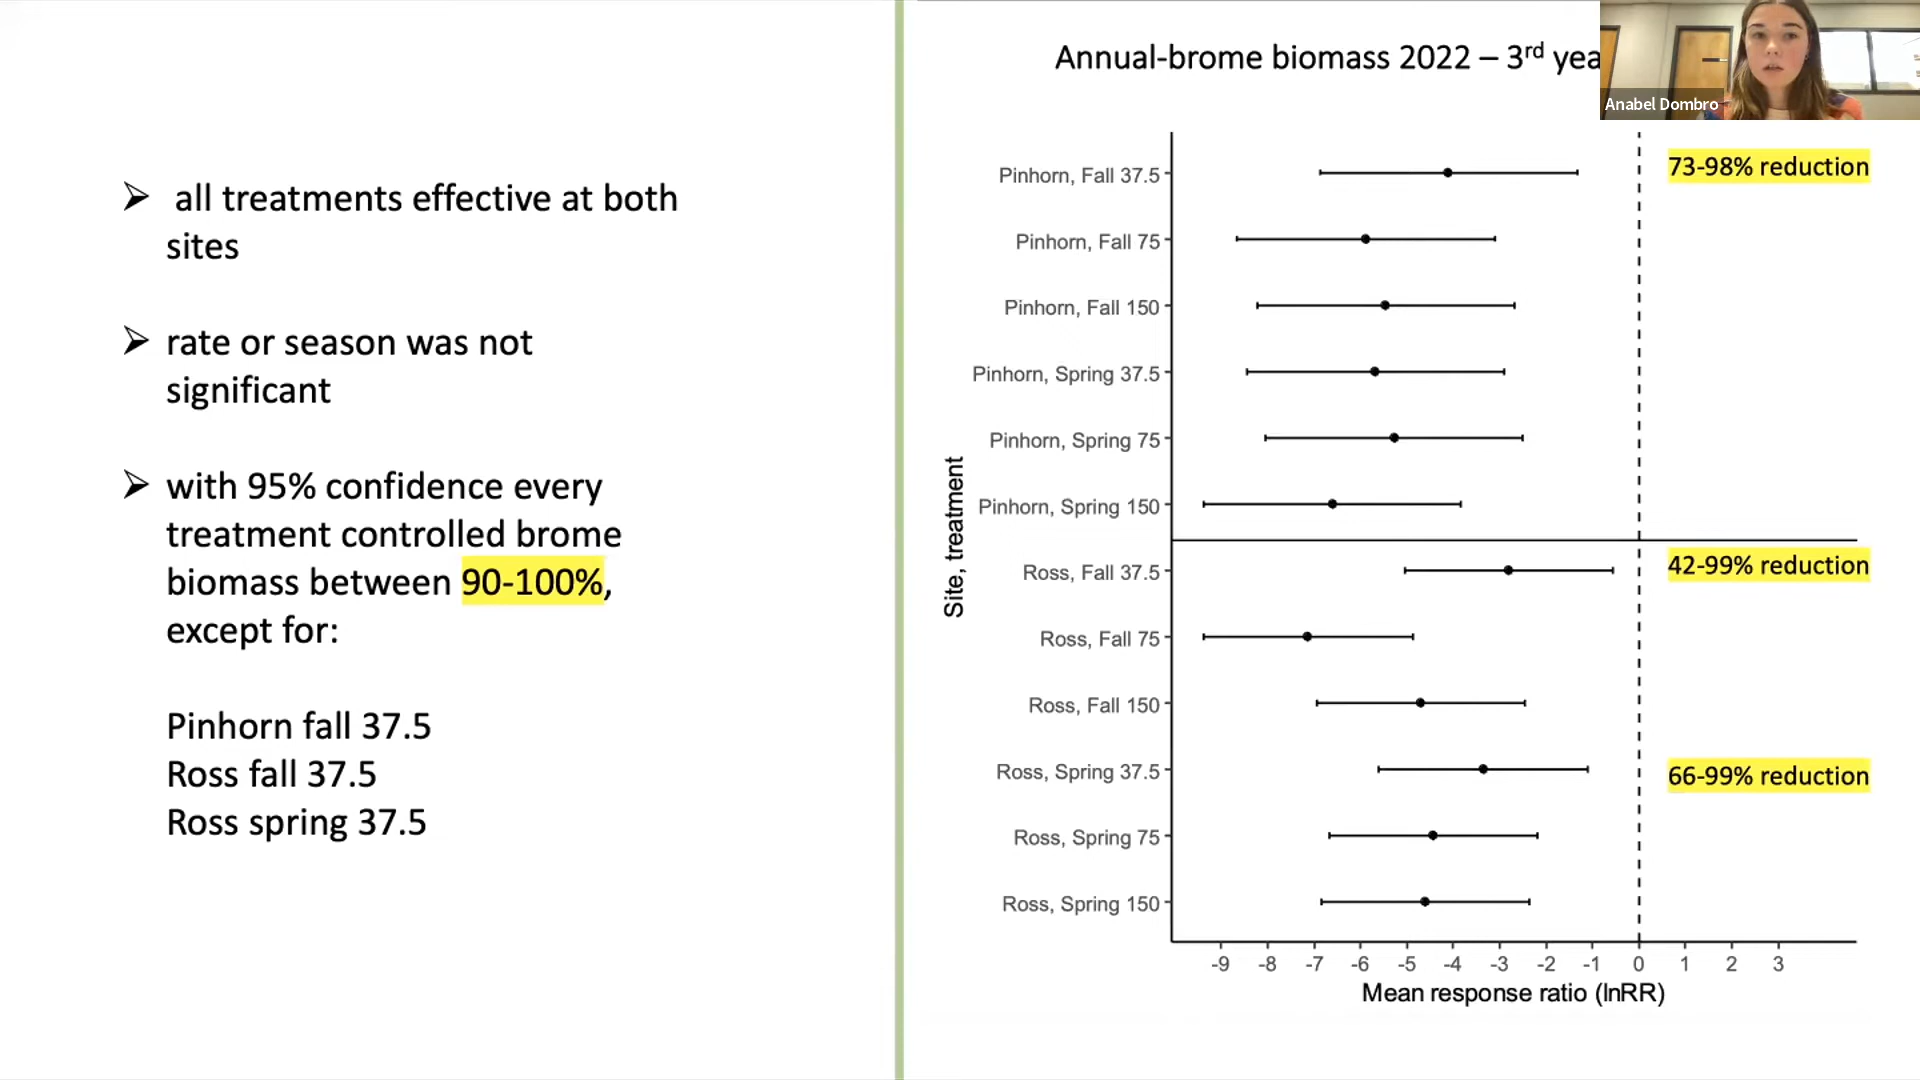 all treatments effective at both
sites
rate or season was not
significant
with 95% confidence every
treatment controlled brome
biomass between 90-100%,
except for:
Pinhorn fall 37.5
Ross fall 37.5
Ross spring 37.5
Annual-brome biomass 2022 – 3rd yea
Anabel Dombro
Site, treatment
Pinhorn, Fall 37.5
73-98% reduction
Pinhorn, Fall 75
Pinhorn, Fall 150
Pinhorn, Spring 37.5
Pinhorn, Spring 75
Pinhorn, Spring 150
Ross, Fall 37.5
42-99% reduction
Ross, Fall 75
Ross, Fall 150
Ross, Spring 37.5
66-99% reduction
Ross, Spring 75
Ross, Spring 150
-9 -8 -7 -6 -5 -4 -3 -2 -1 0 1 2 3
Mean response ratio (lnRR)